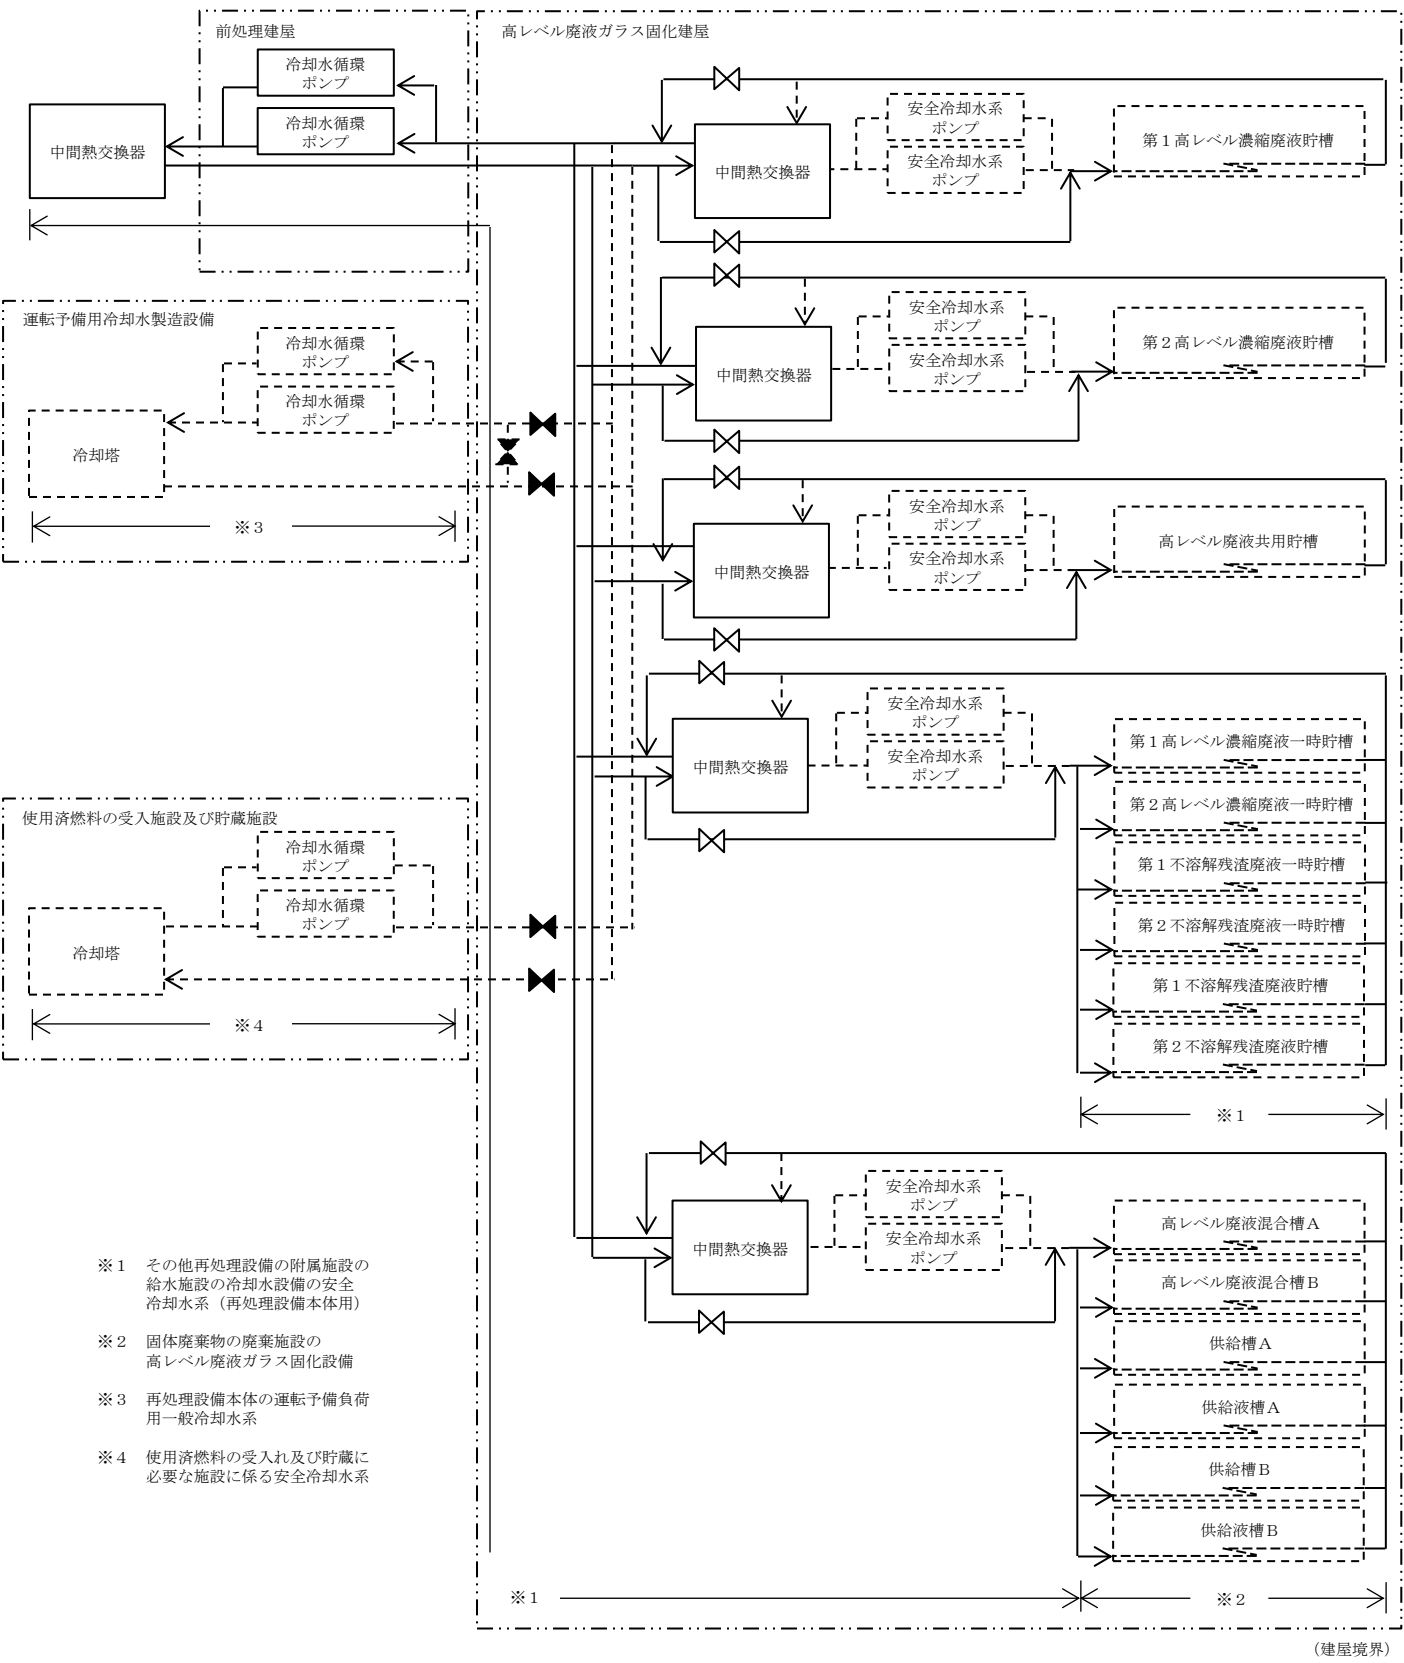 前処理建屋
冷却水循環
ポンプ
冷却水循環
ポンプ
中間熱交換器
高レベル廃液ガラス固化建屋
中間熱交換器
安全冷却水系
ポンプ
安全冷却水系
ポンプ
第１高レベル濃縮廃液貯槽
中間熱交換器
安全冷却水系
ポンプ
安全冷却水系
ポンプ
第２高レベル濃縮廃液貯槽
運転予備用冷却水製造設備
冷却水循環
ポンプ
冷却水循環
ポンプ
冷却塔
※３
中間熱交換器
安全冷却水系
ポンプ
安全冷却水系
ポンプ
高レベル廃液共用貯槽
中間熱交換器
安全冷却水系
ポンプ
安全冷却水系
ポンプ
第１高レベル濃縮廃液一時貯槽
第２高レベル濃縮廃液一時貯槽
第１不溶解残渣廃液一時貯槽
第２不溶解残渣廃液一時貯槽
第１不溶解残渣廃液貯槽
第２不溶解残渣廃液貯槽
※１
使用済燃料の受入施設及び貯蔵施設
冷却水循環
ポンプ
冷却水循環
ポンプ
冷却塔
※４
中間熱交換器
安全冷却水系
ポンプ
安全冷却水系
ポンプ
高レベル廃液混合槽Ａ
高レベル廃液混合槽Ｂ
供給槽Ａ
供給液槽Ａ
供給槽Ｂ
供給液槽Ｂ
※１
※２
※１　その他再処理設備の附属施設の
給水施設の冷却水設備の安全
冷却水系（再処理設備本体用）
※２　固体廃棄物の廃棄施設の
高レベル廃液ガラス固化設備
※３　再処理設備本体の運転予備負荷
用一般冷却水系
※４　使用済燃料の受入れ及び貯蔵に
必要な施設に係る安全冷却水系
（建屋境界）